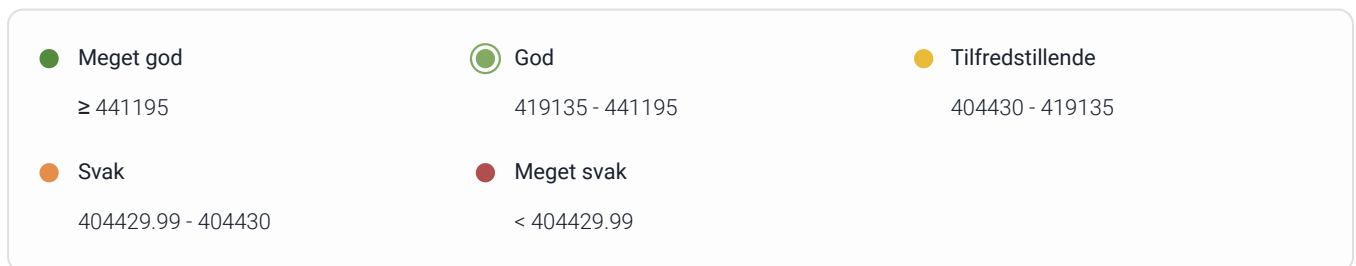 Meget god
≥ 441195
God
419135 - 441195
Tilfredstillende
404430 - 419135
Svak
404429.99 - 404430
Meget svak
< 404429.99